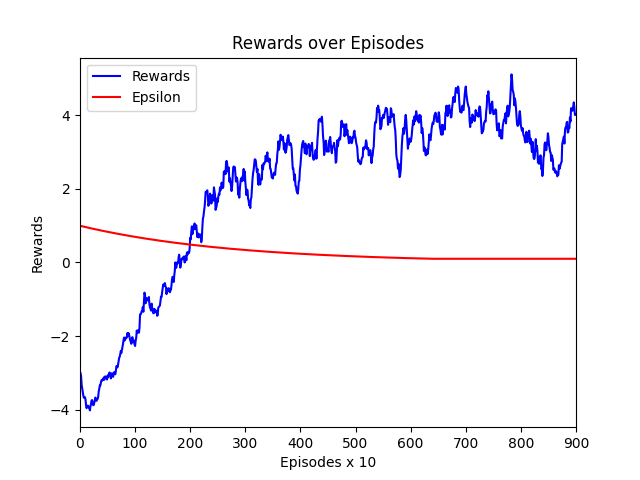 Rewards over Episodes
Rewards
Epsilon
4
2
0
−2
−4
Rewards
0 100 200 300 400 500 600 700 800 900
Episodes x 10